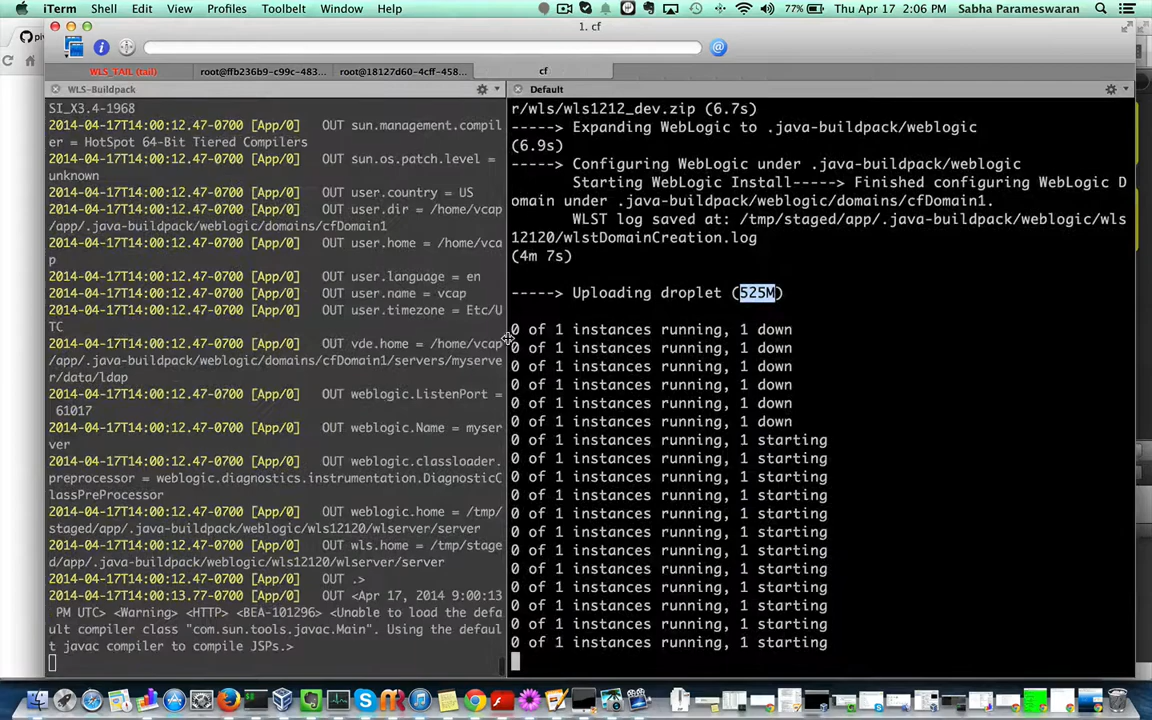 iTerm Shell Edit View Profiles Toolbelt Window Help 77% Thu Apr 17 2:06 PM Sabha Parameswaran
1. cf
WLS_TAIL (tail) root@ffb236b9-c99c-483... root@18127d60-4cff-458... cf
WLS-Buildpack
SI_X3.4-1968
2014-04-17T14:00:12.47-0700 [App/0] OUT sun.management.compil
er = HotSpot 64-Bit Tiered Compilers
2014-04-17T14:00:12.47-0700 [App/0] OUT sun.os.patch.level =
unknown
2014-04-17T14:00:12.47-0700 [App/0] OUT user.country = US
2014-04-17T14:00:12.47-0700 [App/0] OUT user.dir = /home/vcap
/app/.java-buildpack/weblogic/domains/cfDomain1
2014-04-17T14:00:12.47-0700 [App/0] OUT user.home = /home/vca
p
2014-04-17T14:00:12.47-0700 [App/0] OUT user.language = en
2014-04-17T14:00:12.47-0700 [App/0] OUT user.name = vcap
2014-04-17T14:00:12.47-0700 [App/0] OUT user.timezone = Etc/U
TC
2014-04-17T14:00:12.47-0700 [App/0] OUT vde.home = /home/vcap
/app/.java-buildpack/weblogic/domains/cfDomain1/servers/myserve
r/data/ldap
2014-04-17T14:00:12.47-0700 [App/0] OUT weblogic.ListenPort =
61017
2014-04-17T14:00:12.47-0700 [App/0] OUT weblogic.Name = myser
ver
2014-04-17T14:00:12.47-0700 [App/0] OUT weblogic.classloader.
preprocessor = weblogic.diagnostics.instrumentation.DiagnosticC
lassPreProcessor
2014-04-17T14:00:12.47-0700 [App/0] OUT weblogic.home = /tmp/
staged/app/.java-buildpack/weblogic/wls12120/wlserver/server
2014-04-17T14:00:12.47-0700 [App/0] OUT wls.home = /tmp/stage
d/app/.java-buildpack/weblogic/wls12120/wlserver/server
2014-04-17T14:00:12.47-0700 [App/0] OUT .>
2014-04-17T14:00:13.77-0700 [App/0] OUT <Apr 17, 2014 9:00:13
PM UTC> <Warning> <HTTP> <BEA-101296> <Unable to load the defa
ult compiler class "com.sun.tools.javac.Main". Using the defaul
t javac compiler to compile JSPs.>
Default
r/wls/wls1212_dev.zip (6.7s)
-----> Expanding WebLogic to .java-buildpack/weblogic
(6.9s)
-----> Configuring WebLogic under .java-buildpack/weblogic
Starting WebLogic Install-----> Finished configuring WebLogic D
omain under .java-buildpack/weblogic/domains/cfDomain1.
WLST log saved at: /tmp/staged/app/.java-buildpack/weblogic/wls
12120/wlstDomainCreation.log
(4m 7s)
-----> Uploading droplet (525M)
0 of 1 instances running, 1 down
0 of 1 instances running, 1 down
0 of 1 instances running, 1 down
0 of 1 instances running, 1 down
0 of 1 instances running, 1 down
0 of 1 instances running, 1 down
0 of 1 instances running, 1 starting
0 of 1 instances running, 1 starting
0 of 1 instances running, 1 starting
0 of 1 instances running, 1 starting
0 of 1 instances running, 1 starting
0 of 1 instances running, 1 starting
0 of 1 instances running, 1 starting
0 of 1 instances running, 1 starting
0 of 1 instances running, 1 starting
0 of 1 instances running, 1 starting
0 of 1 instances running, 1 starting
0 of 1 instances running, 1 starting